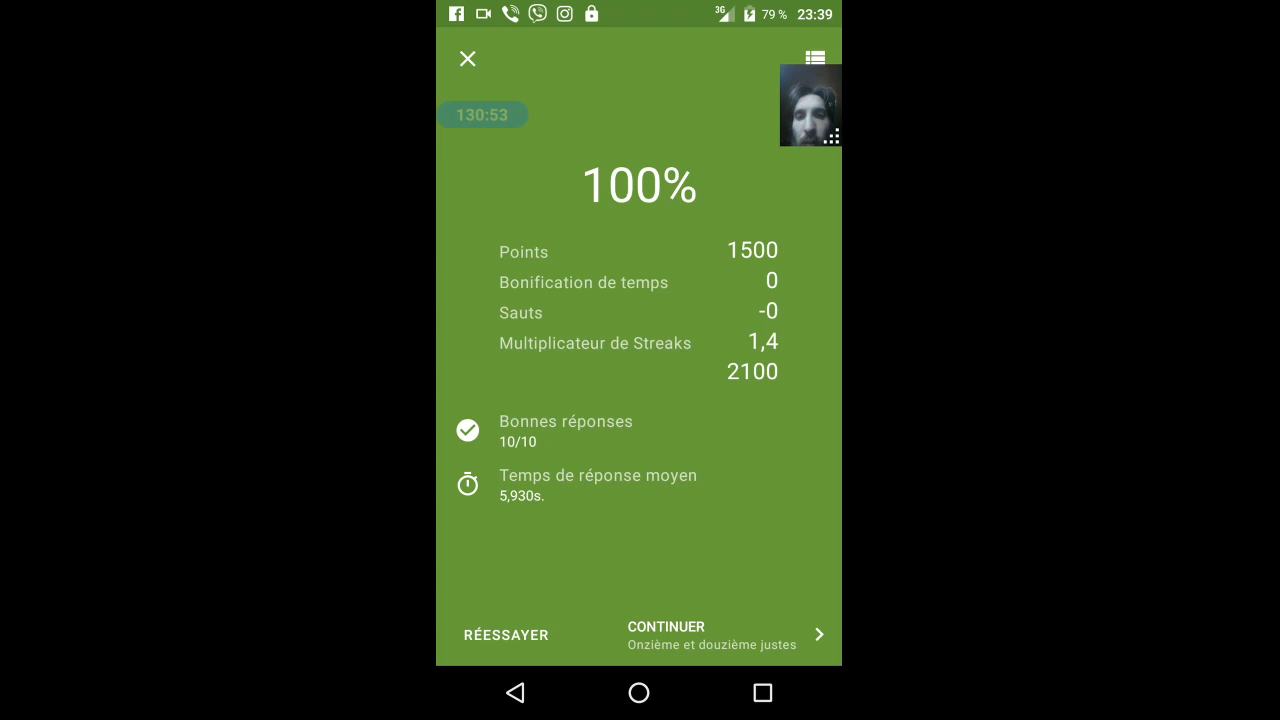 3G 79 % 23:39
130:53
100%
Points 1500
Bonification de temps 0
Sauts -0
Multiplicateur de Streaks 1,4
2100
Bonnes réponses
10/10
Temps de réponse moyen
5,930s.
RÉESSAYER
CONTINUER
Onzième et douzième justes